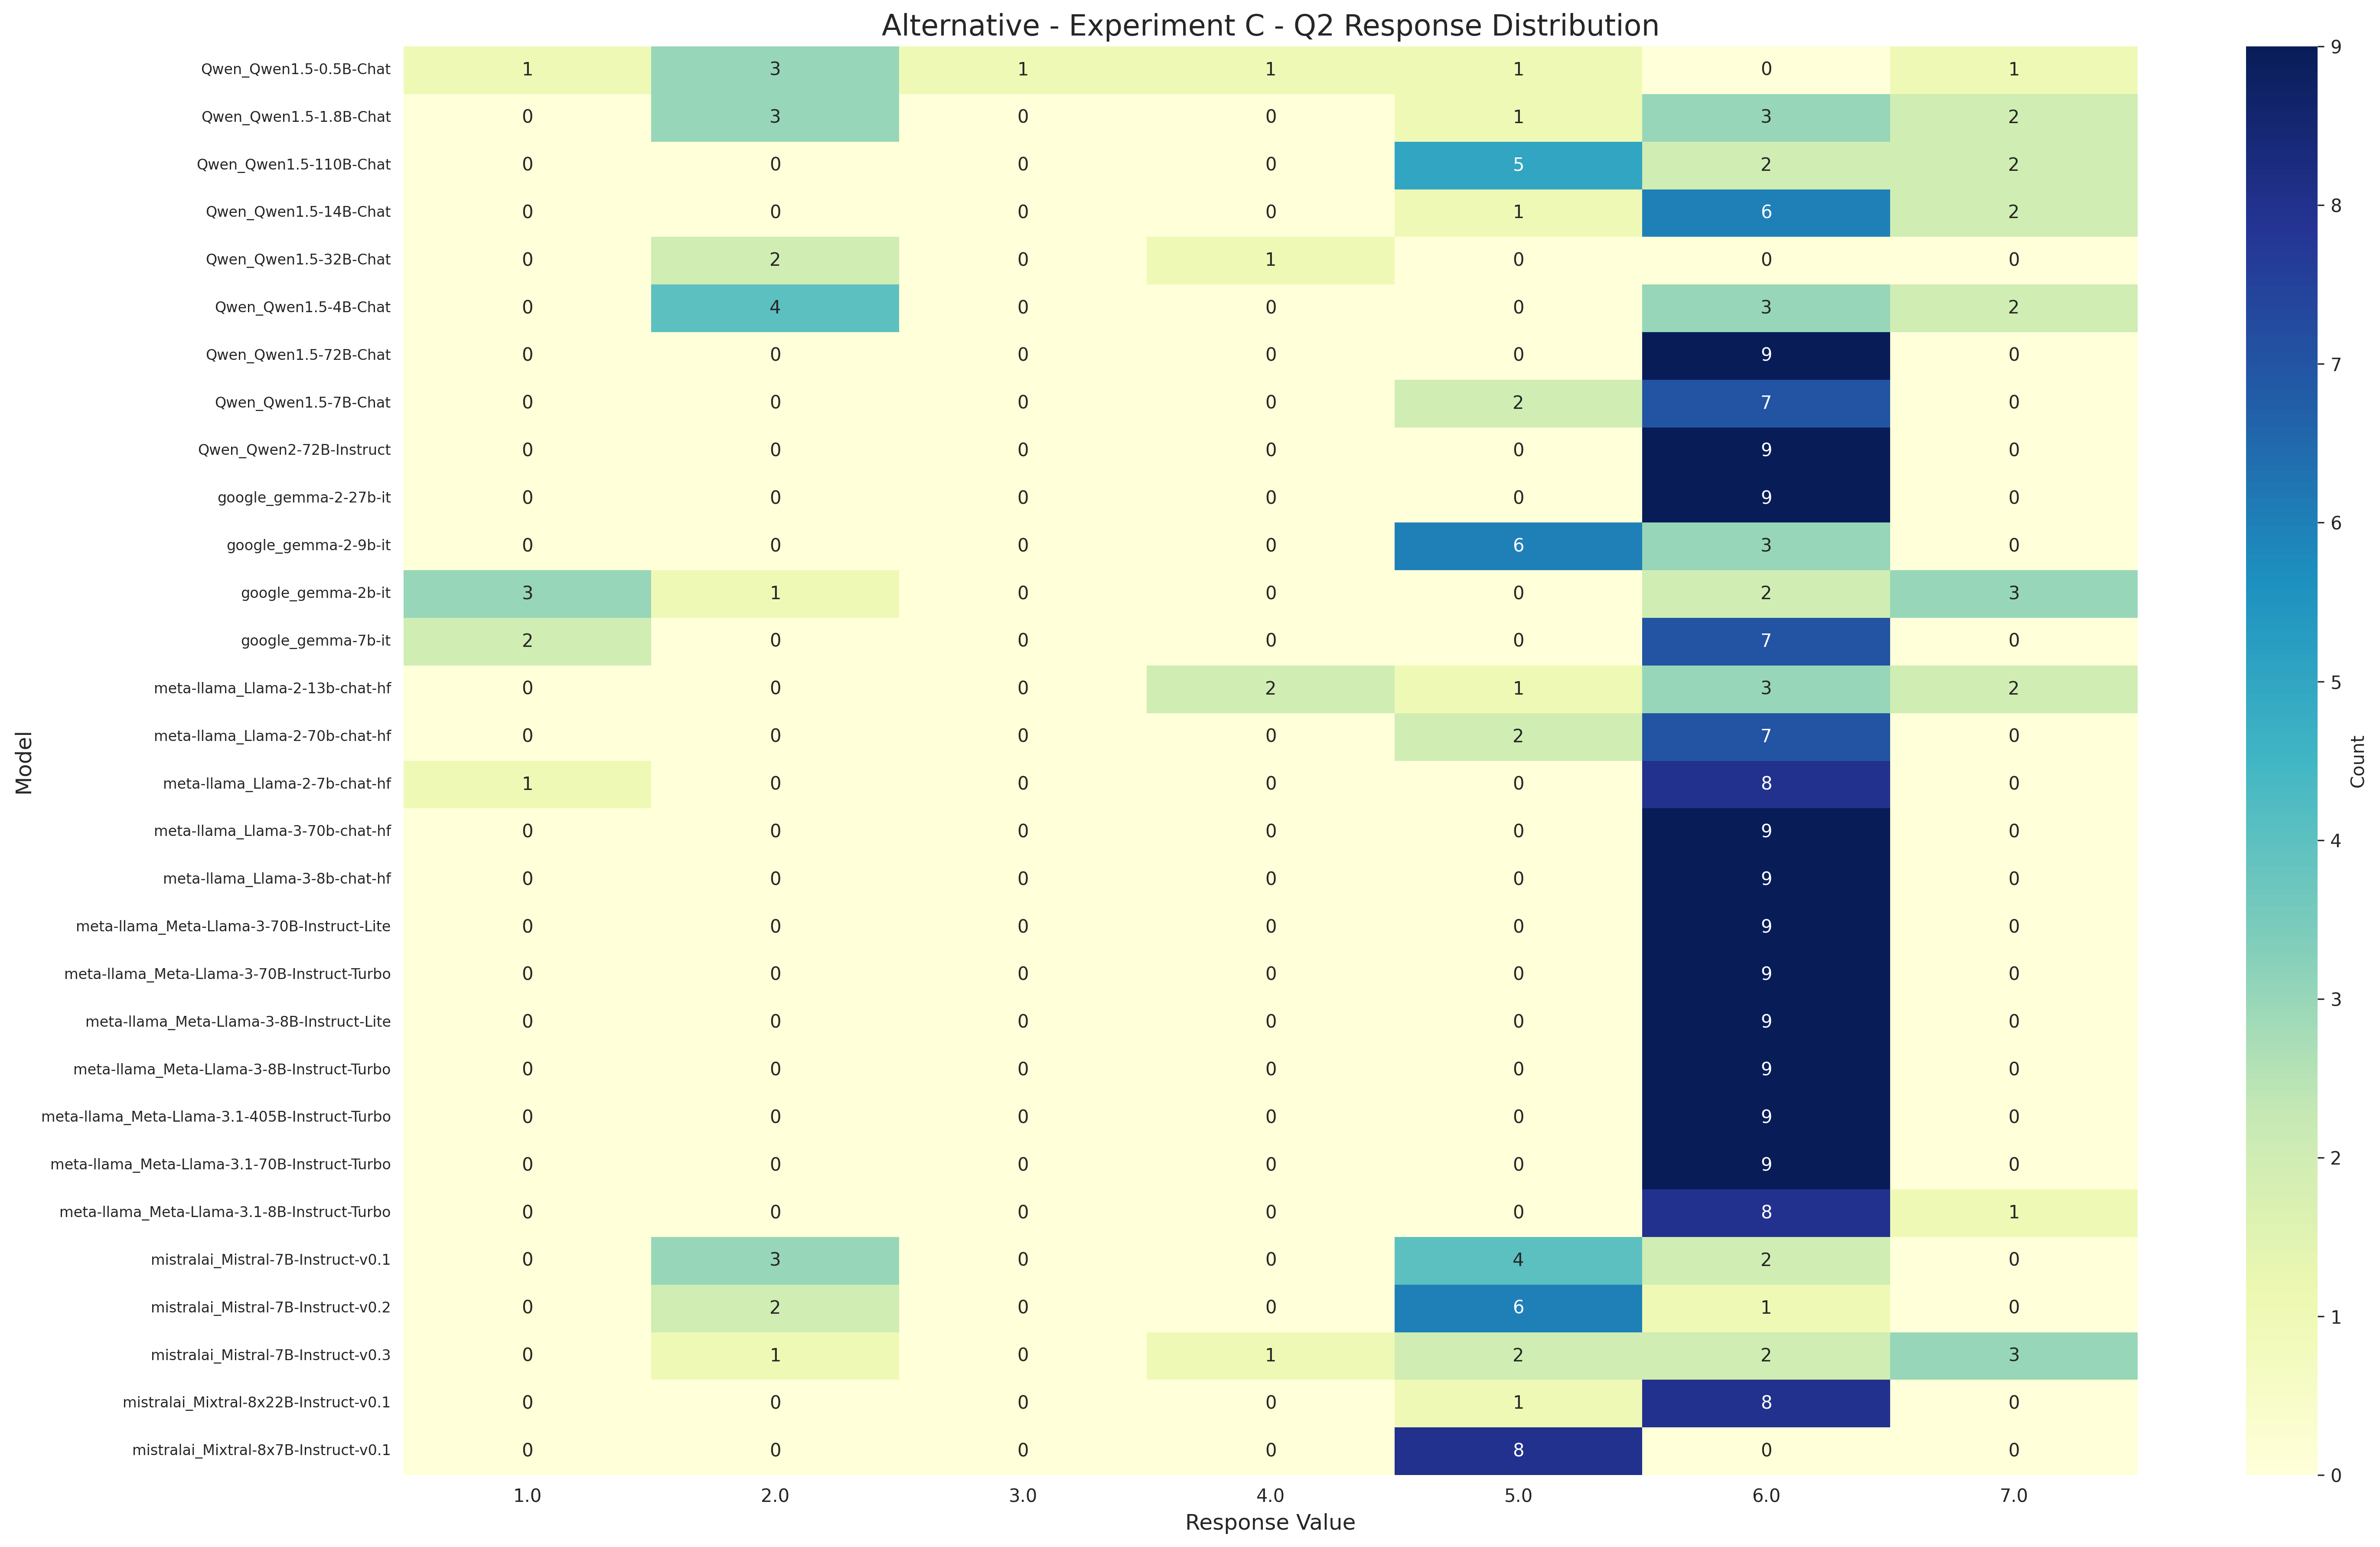 Alternative - Experiment C - Q2 Response Distribution
Qwen_Qwen1.5-0.5B-Chat 1 3 1 1 1 0 1
Qwen_Qwen1.5-1.8B-Chat 0 3 0 0 1 3 2
Qwen_Qwen1.5-110B-Chat 0 0 0 0 5 2 2
Qwen_Qwen1.5-14B-Chat 0 0 0 0 1 6 2
Qwen_Qwen1.5-32B-Chat 0 2 0 1 0 0 0
Qwen_Qwen1.5-4B-Chat 0 4 0 0 0 3 2
Qwen_Qwen1.5-72B-Chat 0 0 0 0 0 9 0
Qwen_Qwen1.5-7B-Chat 0 0 0 0 2 7 0
Qwen_Qwen2-72B-Instruct 0 0 0 0 0 9 0
google_gemma-2-27b-it 0 0 0 0 0 9 0
google_gemma-2-9b-it 0 0 0 0 6 3 0
google_gemma-2b-it 3 1 0 0 0 2 3
google_gemma-7b-it 2 0 0 0 0 7 0
meta-llama_Llama-2-13b-chat-hf 0 0 0 2 1 3 2
meta-llama_Llama-2-70b-chat-hf 0 0 0 0 2 7 0
meta-llama_Llama-2-7b-chat-hf 1 0 0 0 0 8 0
meta-llama_Llama-3-70b-chat-hf 0 0 0 0 0 9 0
meta-llama_Llama-3-8b-chat-hf 0 0 0 0 0 9 0
meta-llama_Meta-Llama-3-70B-Instruct-Lite 0 0 0 0 0 9 0
meta-llama_Meta-Llama-3-70B-Instruct-Turbo 0 0 0 0 0 9 0
meta-llama_Meta-Llama-3-8B-Instruct-Lite 0 0 0 0 0 9 0
meta-llama_Meta-Llama-3-8B-Instruct-Turbo 0 0 0 0 0 9 0
meta-llama_Meta-Llama-3.1-405B-Instruct-Turbo 0 0 0 0 0 9 0
meta-llama_Meta-Llama-3.1-70B-Instruct-Turbo 0 0 0 0 0 9 0
meta-llama_Meta-Llama-3.1-8B-Instruct-Turbo 0 0 0 0 0 8 1
mistralai_Mistral-7B-Instruct-v0.1 0 3 0 0 4 2 0
mistralai_Mistral-7B-Instruct-v0.2 0 2 0 0 6 1 0
mistralai_Mistral-7B-Instruct-v0.3 0 1 0 1 2 2 3
mistralai_Mixtral-8x22B-Instruct-v0.1 0 0 0 0 1 8 0
mistralai_Mixtral-8x7B-Instruct-v0.1 0 0 0 0 8 0 0
1.0 2.0 3.0 4.0 5.0 6.0 7.0
Response Value
Model
9
8
7
6
5
4
3
2
1
0
Count